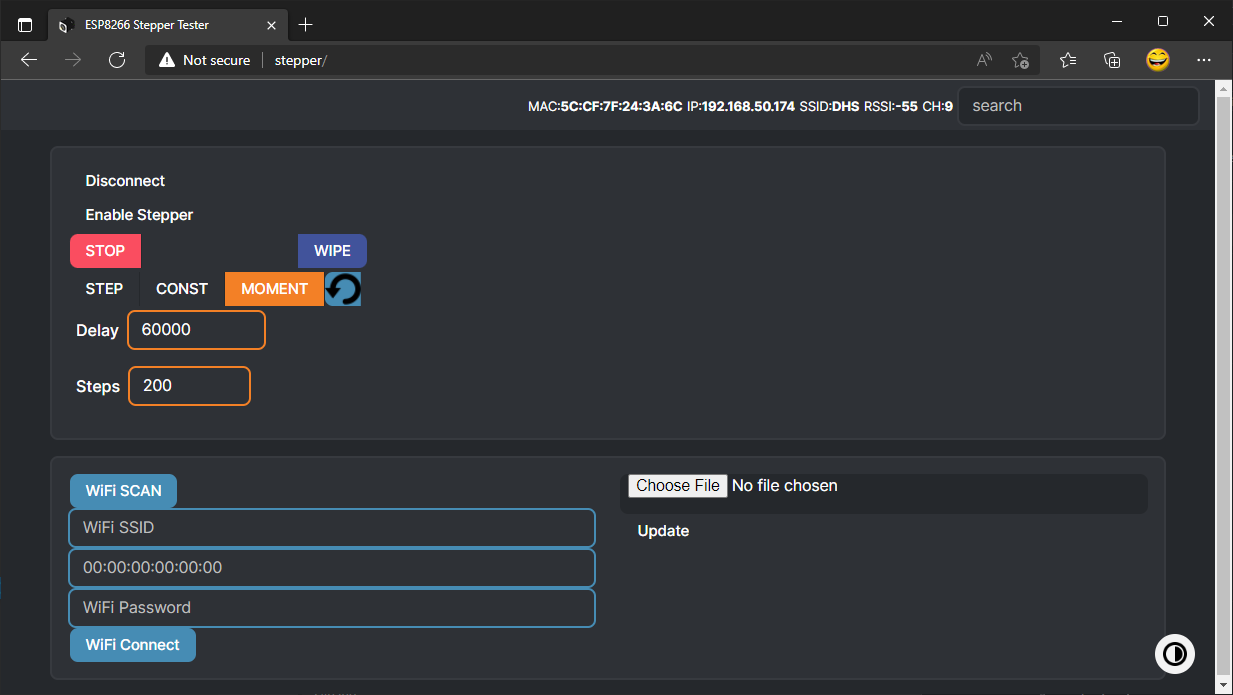 ESP8266 Stepper Tester
Not secure stepper/
MAC:5C:CF:7F:24:3A:6C IP:192.168.50.174 SSID:DHS RSSI:-55 CH:9 search
Disconnect
Enable Stepper
STOP WIPE
STEP CONST MOMENT
Delay 60000
Steps 200
WiFi SCAN
WiFi SSID
00:00:00:00:00:00
WiFi Password
WiFi Connect
Choose File No file chosen
Update